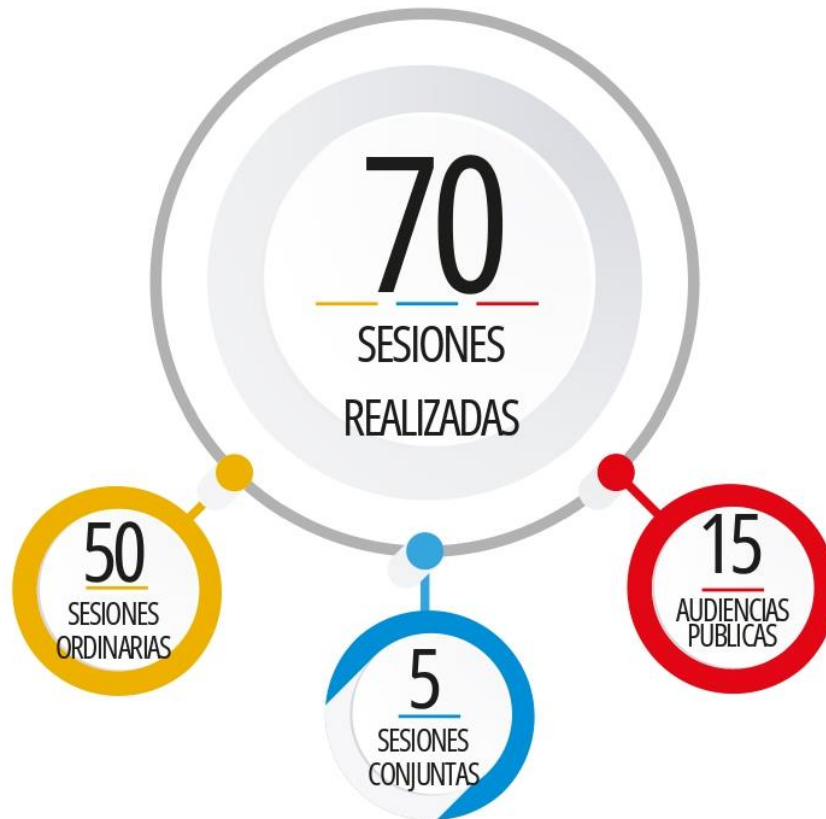 70
SESIONES
REALIZADAS
50
SESIONES
ORDINARIAS
5
SESIONES
CONJUNTAS
15
AUDIENCIAS
PUBLICAS